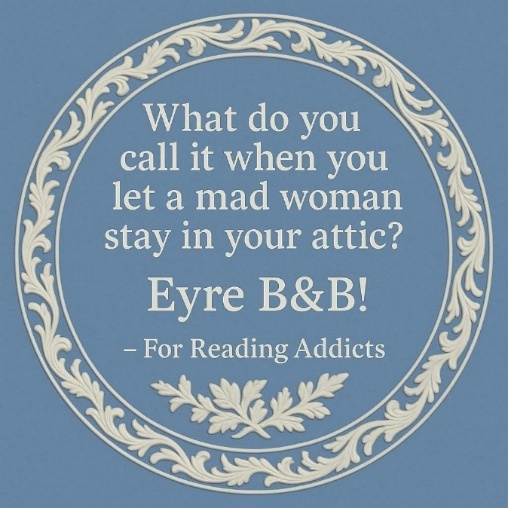 What do you
call it when you
let a mad woman
stay in your attic?
Eyre B&B!
– For Reading Addicts